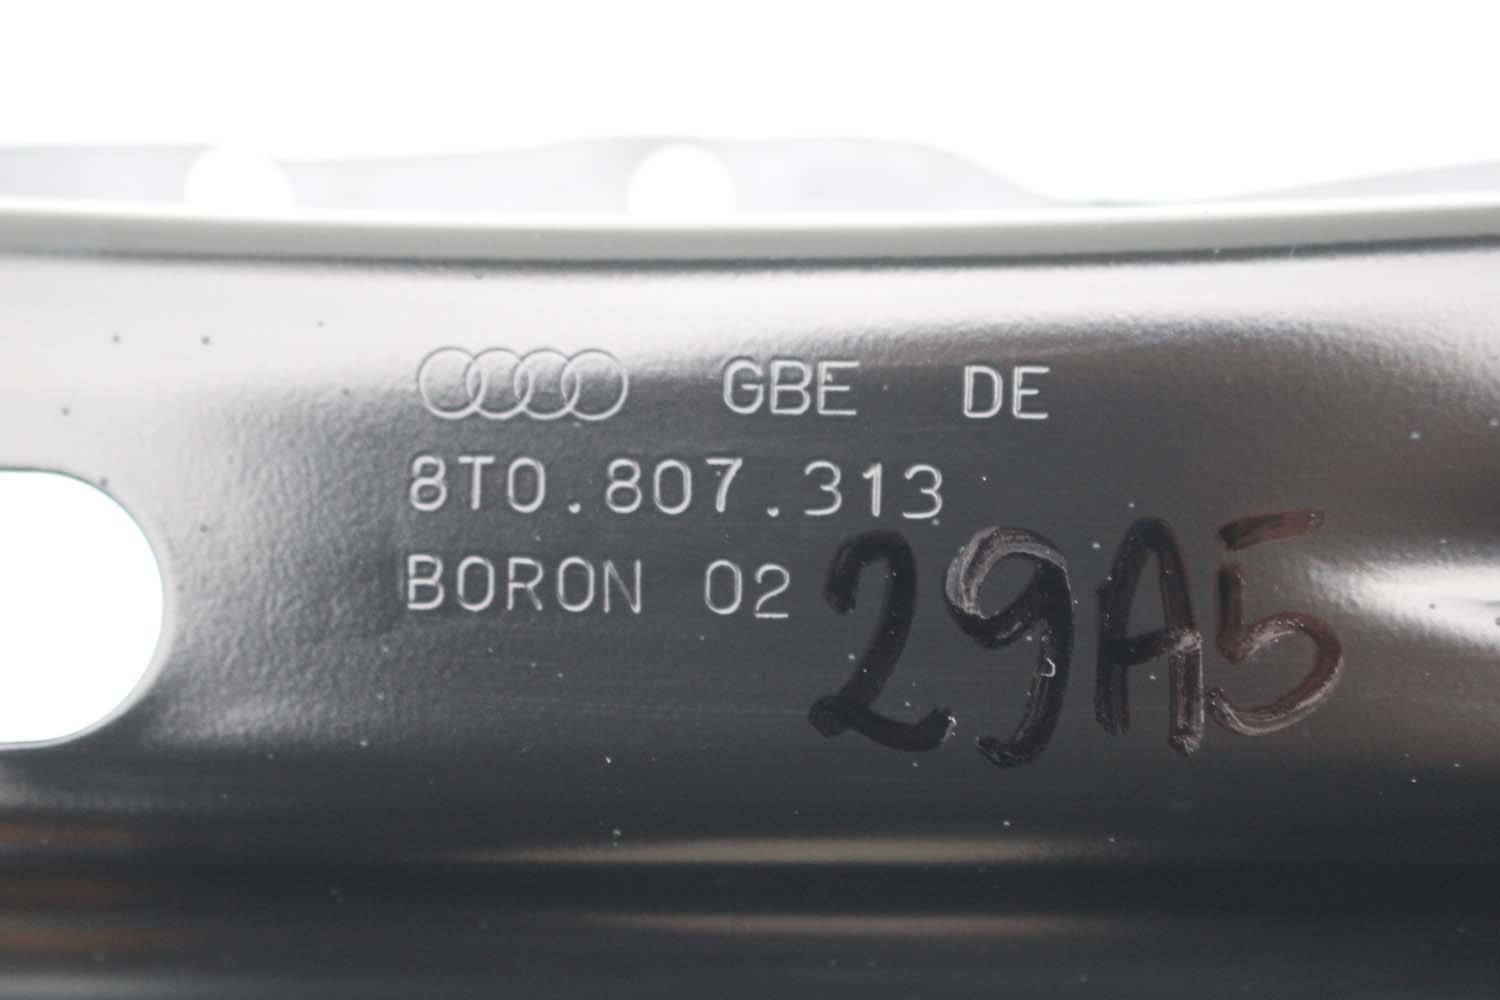 GBE DE
8T0.807.313
BORON 02
29A5